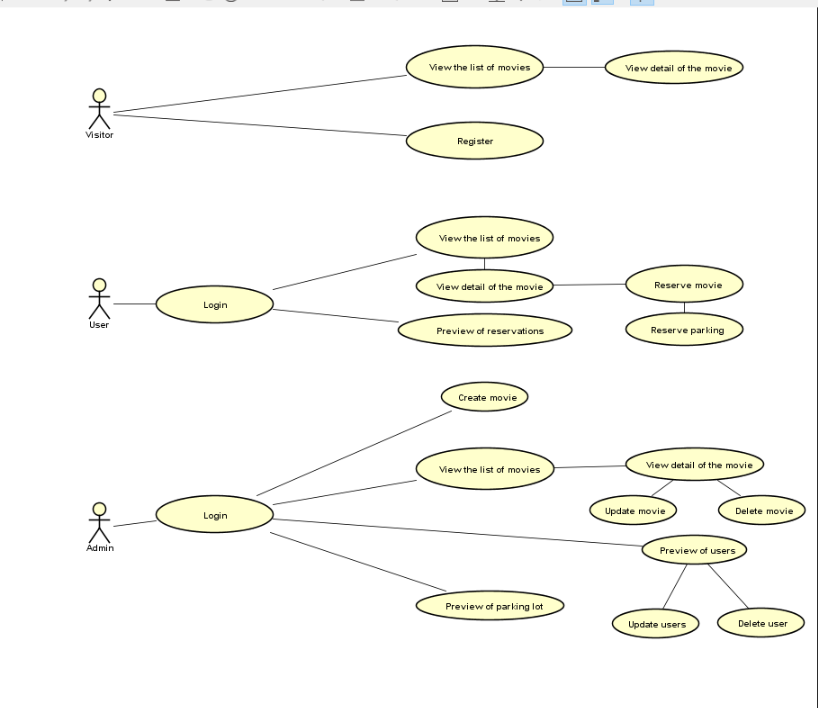 View the list of movies
View detail of the movie
Visitor
Register
View the list of movies
View detail of the movie
Reserve movie
User
Login
Preview of reservations
Reserve parking
Create movie
View the list of movies
View detail of the movie
Admin
Login
Update movie
Delete movie
Preview of users
Preview of parking lot
Update users
Delete user